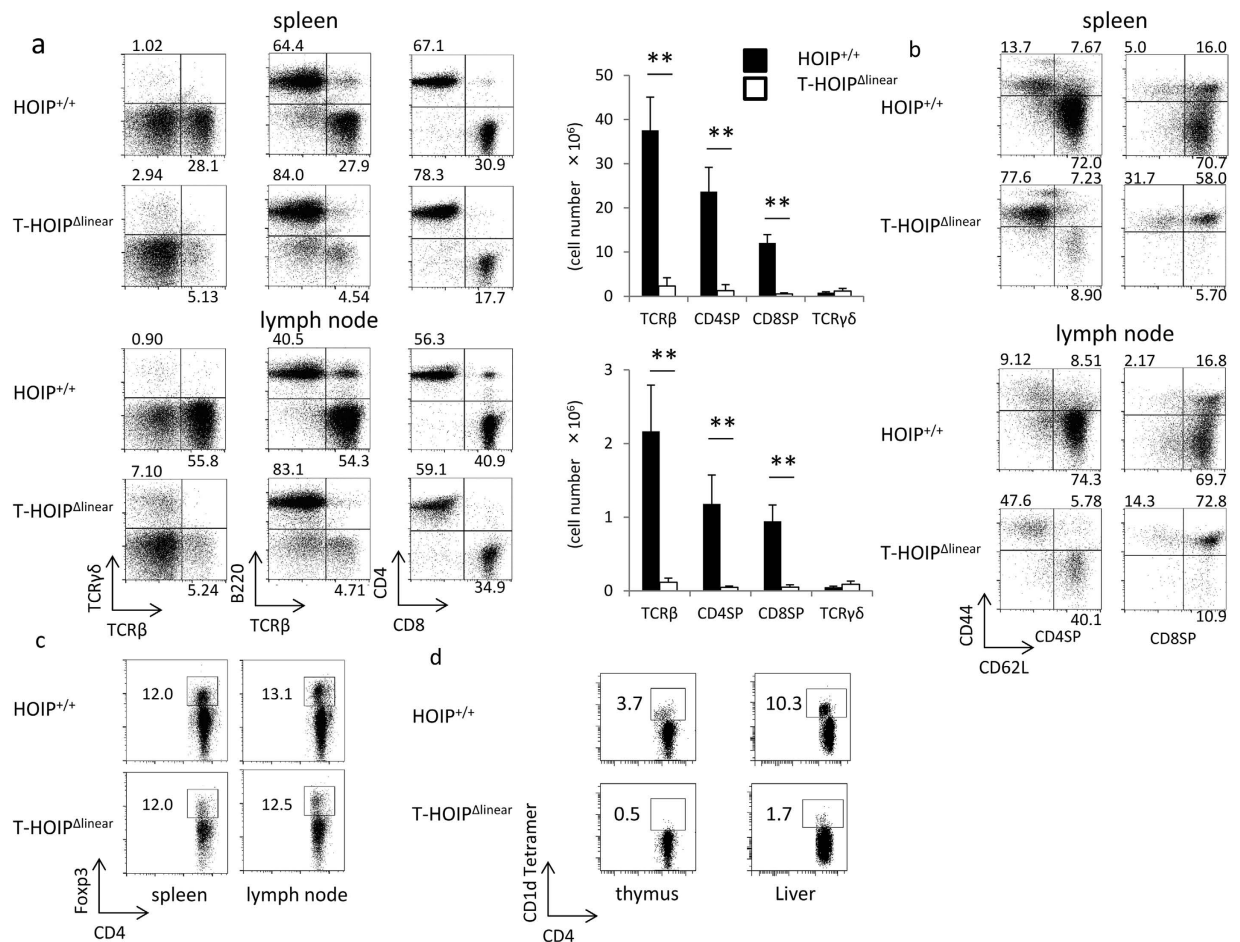 a
spleen
HOIP+/+
1.02
28.1
64.4
27.9
67.1
30.9
T-HOIPΔlinear
2.94
5.13
84.0
4.54
78.3
17.7
lymph node
HOIP+/+
0.90
55.8
40.5
54.3
56.3
40.9
T-HOIPΔlinear
7.10
5.24
83.1
4.71
59.1
34.9
TCRγδ
TCRβ
B220
TCRβ
CD4
CD8
HOIP+/+
T-HOIPΔlinear
(cell number × 10⁶)
50
40
30
20
10
0
**
**
**
TCRβ CD4SP CD8SP TCRγδ
(cell number × 10⁶)
3
2
1
0
**
**
**
TCRβ CD4SP CD8SP TCRγδ
b
spleen
HOIP+/+
13.7 7.67
72.0
5.0 16.0
70.7
T-HOIPΔlinear
77.6 7.23
8.90
31.7 58.0
5.70
lymph node
HOIP+/+
9.12 8.51
74.3
2.17 16.8
69.7
T-HOIPΔlinear
47.6 5.78
40.1
14.3 72.8
10.9
CD44
CD62L
CD4SP
CD8SP
c
HOIP+/+
12.0
13.1
T-HOIPΔlinear
12.0
12.5
Foxp3
CD4
spleen
lymph node
d
HOIP+/+
3.7
10.3
T-HOIPΔlinear
0.5
1.7
CD1d Tetramer
CD4
thymus
Liver